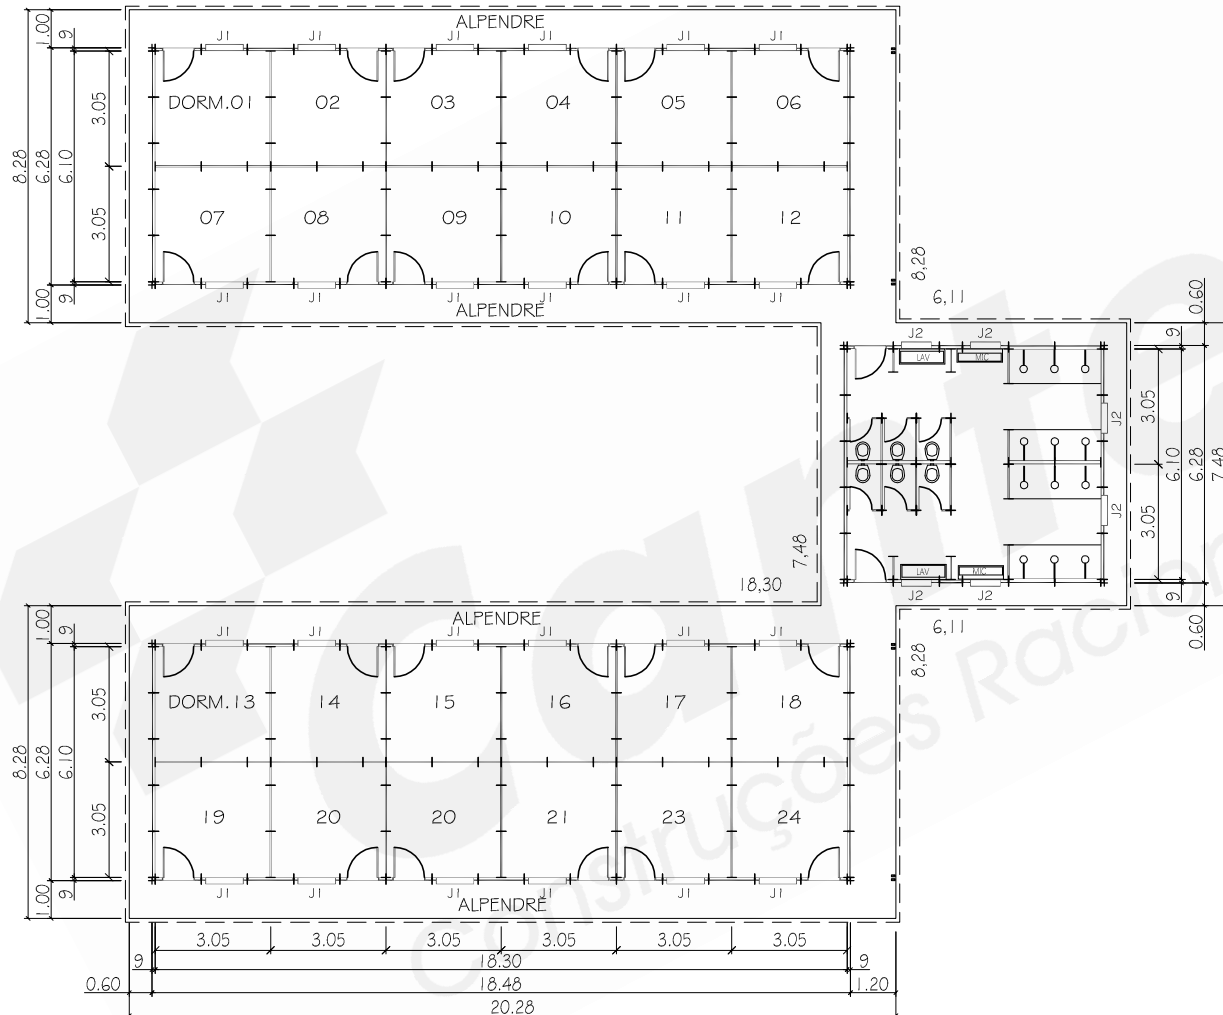 ALPENDRE
J1 J1 J1 J1 J1 J1
DORM.01 02 03 04 05 06
07 08 09 10 11 12
J1 J1 J1 J1 J1 J1
ALPENDRE
1.00
9
3.05
3.05
6.10
6.28
8.28
9
1.00
8,28
6,11
0.60
9
J2 J2
LAV MIC
J2
3.05
6.10
6.28
7.48
3.05
J2
LAV MIC
J2 J2
9
0.60
7,48
18,30
6,11
8,28
ALPENDRE
J1 J1 J1 J1 J1 J1
DORM.13 14 15 16 17 18
19 20 20 21 23 24
J1 J1 J1 J1 J1 J1
ALPENDRE
1.00
9
3.05
3.05
6.10
6.28
8.28
9
1.00
3.05 3.05 3.05 3.05 3.05 3.05
9 18.30 9
0.60 18.48 1.20
20.28
Cante
Construções Racion